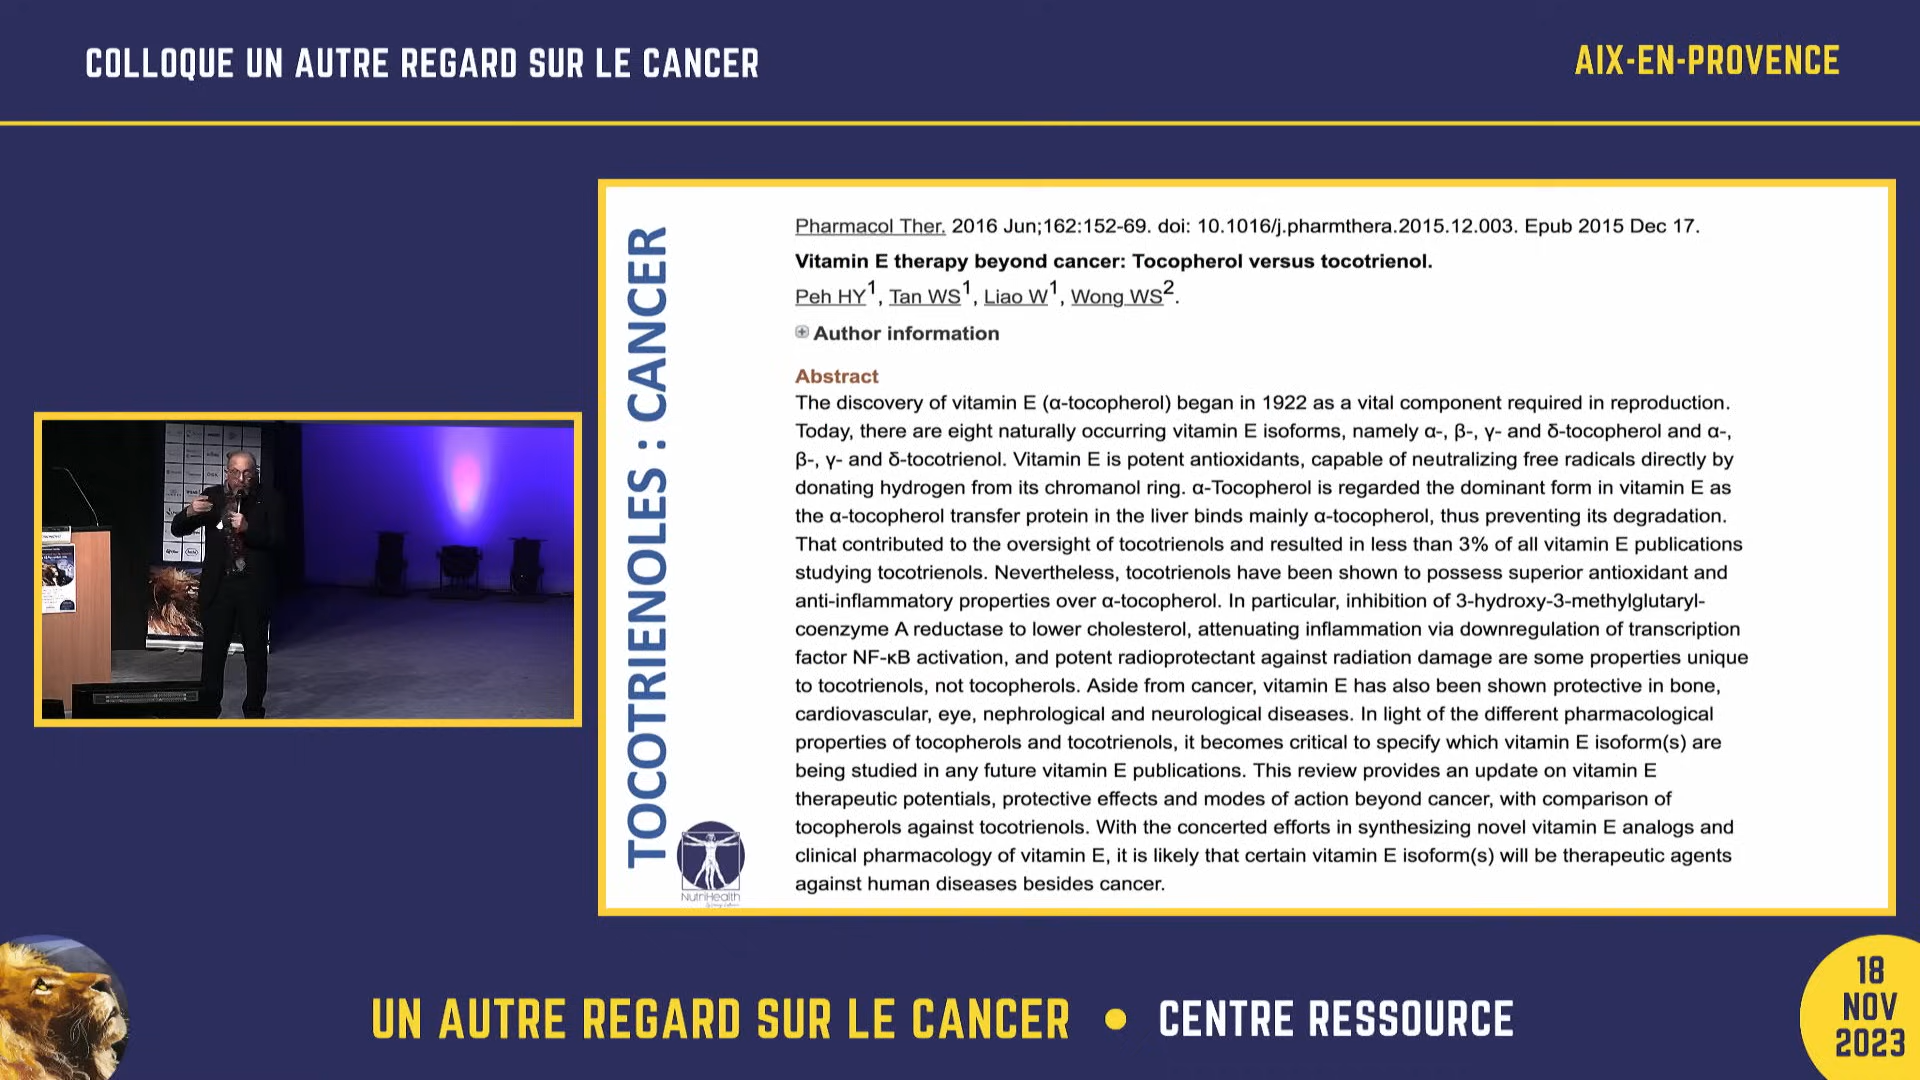 COLLOQUE UN AUTRE REGARD SUR LE CANCER
AIX-EN-PROVENCE
TOCOTRIENOLES : CANCER
Pharmacol Ther. 2016 Jun;162:152-69. doi: 10.1016/j.pharmthera.2015.12.003. Epub 2015 Dec 17.
Vitamin E therapy beyond cancer: Tocopherol versus tocotrienol.
Peh HY1, Tan WS1, Liao W1, Wong WS2.
Author information
Abstract
The discovery of vitamin E (α-tocopherol) began in 1922 as a vital component required in reproduction.
Today, there are eight naturally occurring vitamin E isoforms, namely α-, β-, γ- and δ-tocopherol and α-,
β-, γ- and δ-tocotrienol. Vitamin E is potent antioxidants, capable of neutralizing free radicals directly by
donating hydrogen from its chromanol ring. α-Tocopherol is regarded the dominant form in vitamin E as
the α-tocopherol transfer protein in the liver binds mainly α-tocopherol, thus preventing its degradation.
That contributed to the oversight of tocotrienols and resulted in less than 3% of all vitamin E publications
studying tocotrienols. Nevertheless, tocotrienols have been shown to possess superior antioxidant and
anti-inflammatory properties over α-tocopherol. In particular, inhibition of 3-hydroxy-3-methylglutaryl-
coenzyme A reductase to lower cholesterol, attenuating inflammation via downregulation of transcription
factor NF-κB activation, and potent radioprotectant against radiation damage are some properties unique
to tocotrienols, not tocopherols. Aside from cancer, vitamin E has also been shown protective in bone,
cardiovascular, eye, nephrological and neurological diseases. In light of the different pharmacological
properties of tocopherols and tocotrienols, it becomes critical to specify which vitamin E isoform(s) are
being studied in any future vitamin E publications. This review provides an update on vitamin E
therapeutic potentials, protective effects and modes of action beyond cancer, with comparison of
tocopherols against tocotrienols. With the concerted efforts in synthesizing novel vitamin E analogs and
clinical pharmacology of vitamin E, it is likely that certain vitamin E isoform(s) will be therapeutic agents
against human diseases besides cancer.
NutriHealth
UN AUTRE REGARD SUR LE CANCER • CENTRE RESSOURCE
18
NOV
2023